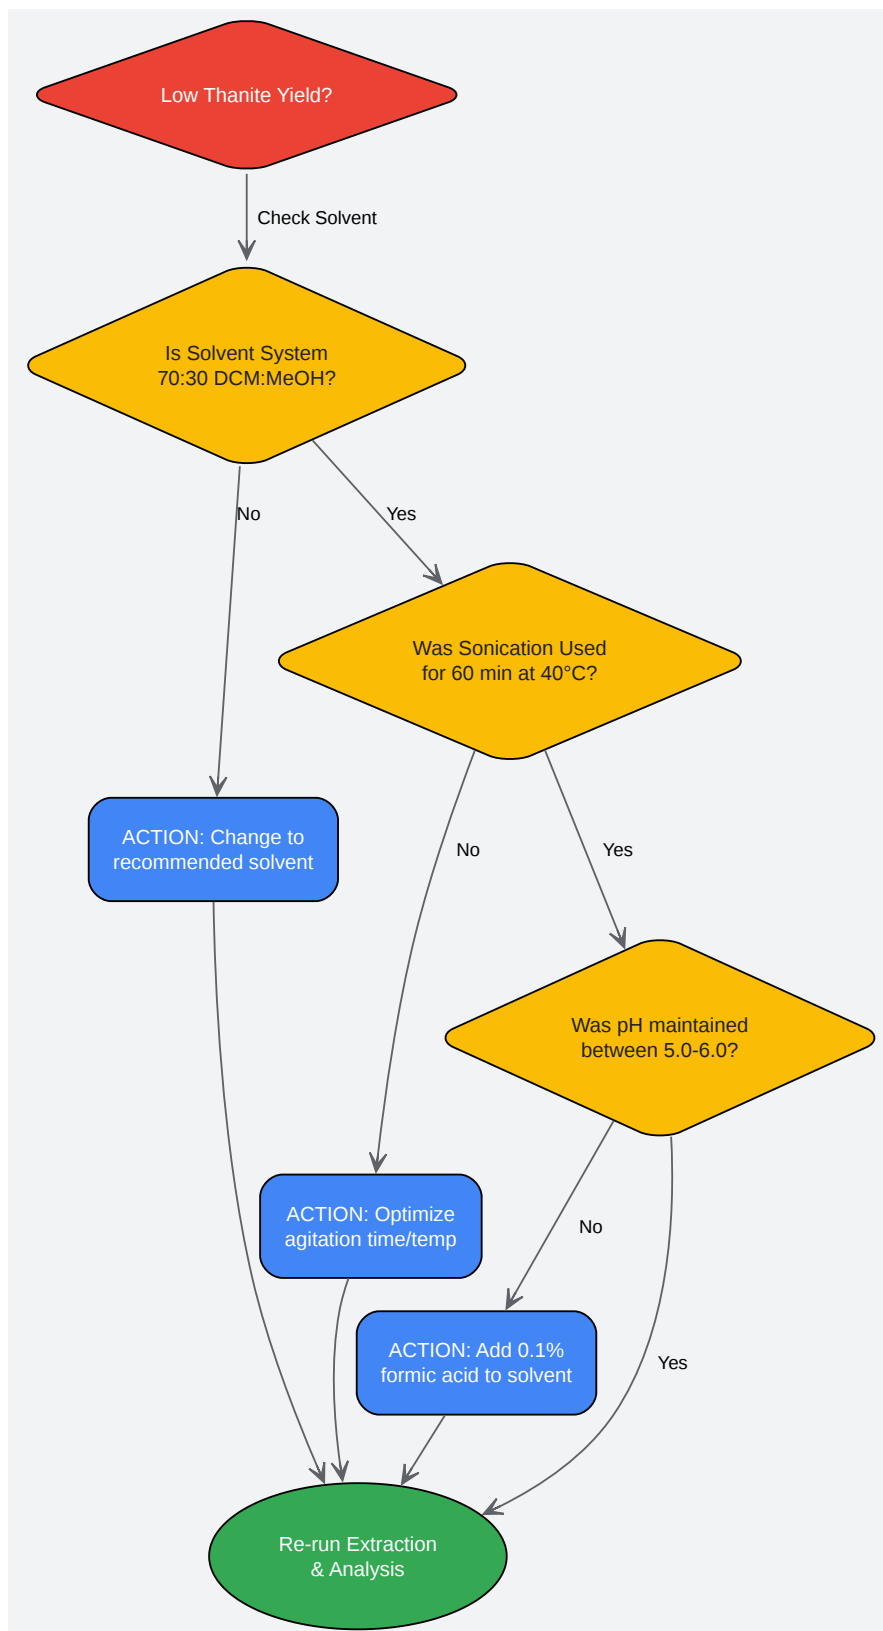 Low Thanite Yield?
Check Solvent
Is Solvent System
70:30 DCM:MeOH?
No
Yes
Was Sonication Used
for 60 min at 40°C?
ACTION: Change to
recommended solvent
No
Yes
Was pH maintained
between 5.0-6.0?
ACTION: Optimize
agitation time/temp
No
ACTION: Add 0.1%
formic acid to solvent
Yes
Re-run Extraction
& Analysis